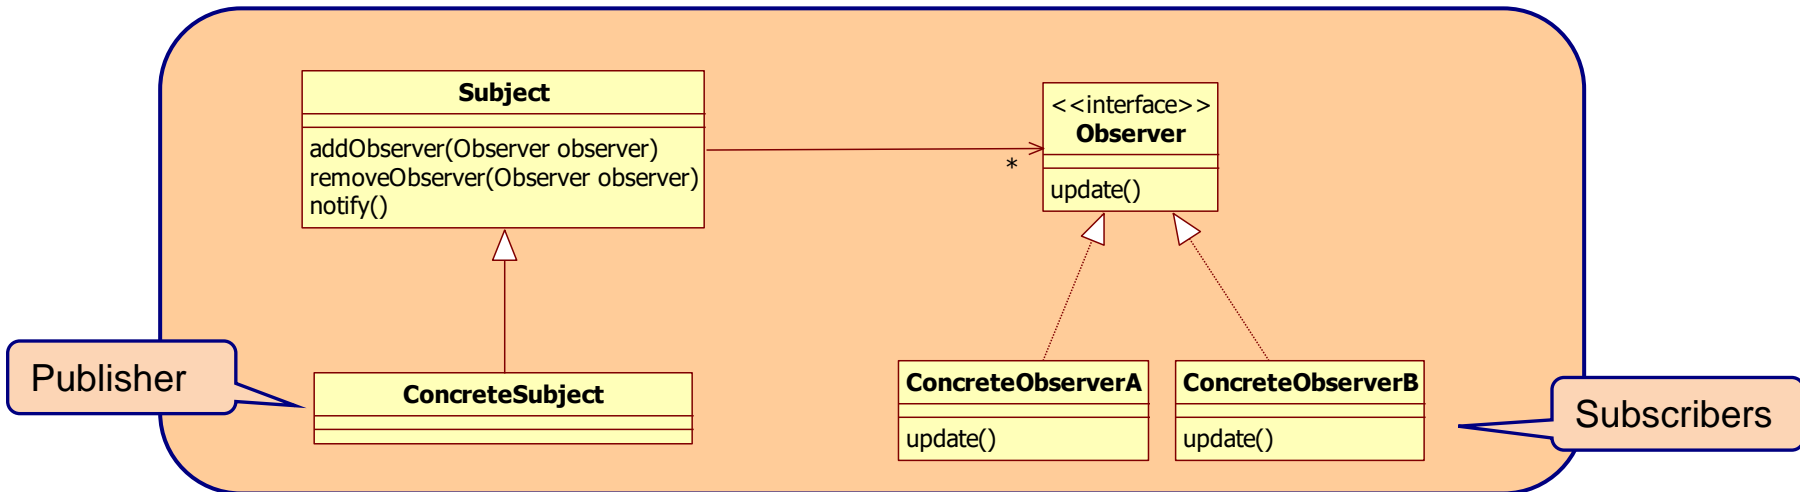 Subject
addObserver(Observer observer)
removeObserver(Observer observer)
notify()
<<interface>>
Observer
*
update()
Publisher
ConcreteSubject
ConcreteObserverA
update()
ConcreteObserverB
update()
Subscribers